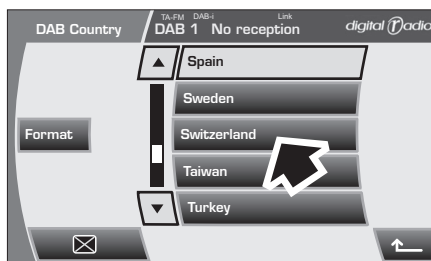 TA-FM DAB-i Link
DAB Country DAB 1 No reception digital radio
Spain
Sweden
Format Switzerland
Taiwan
Turkey